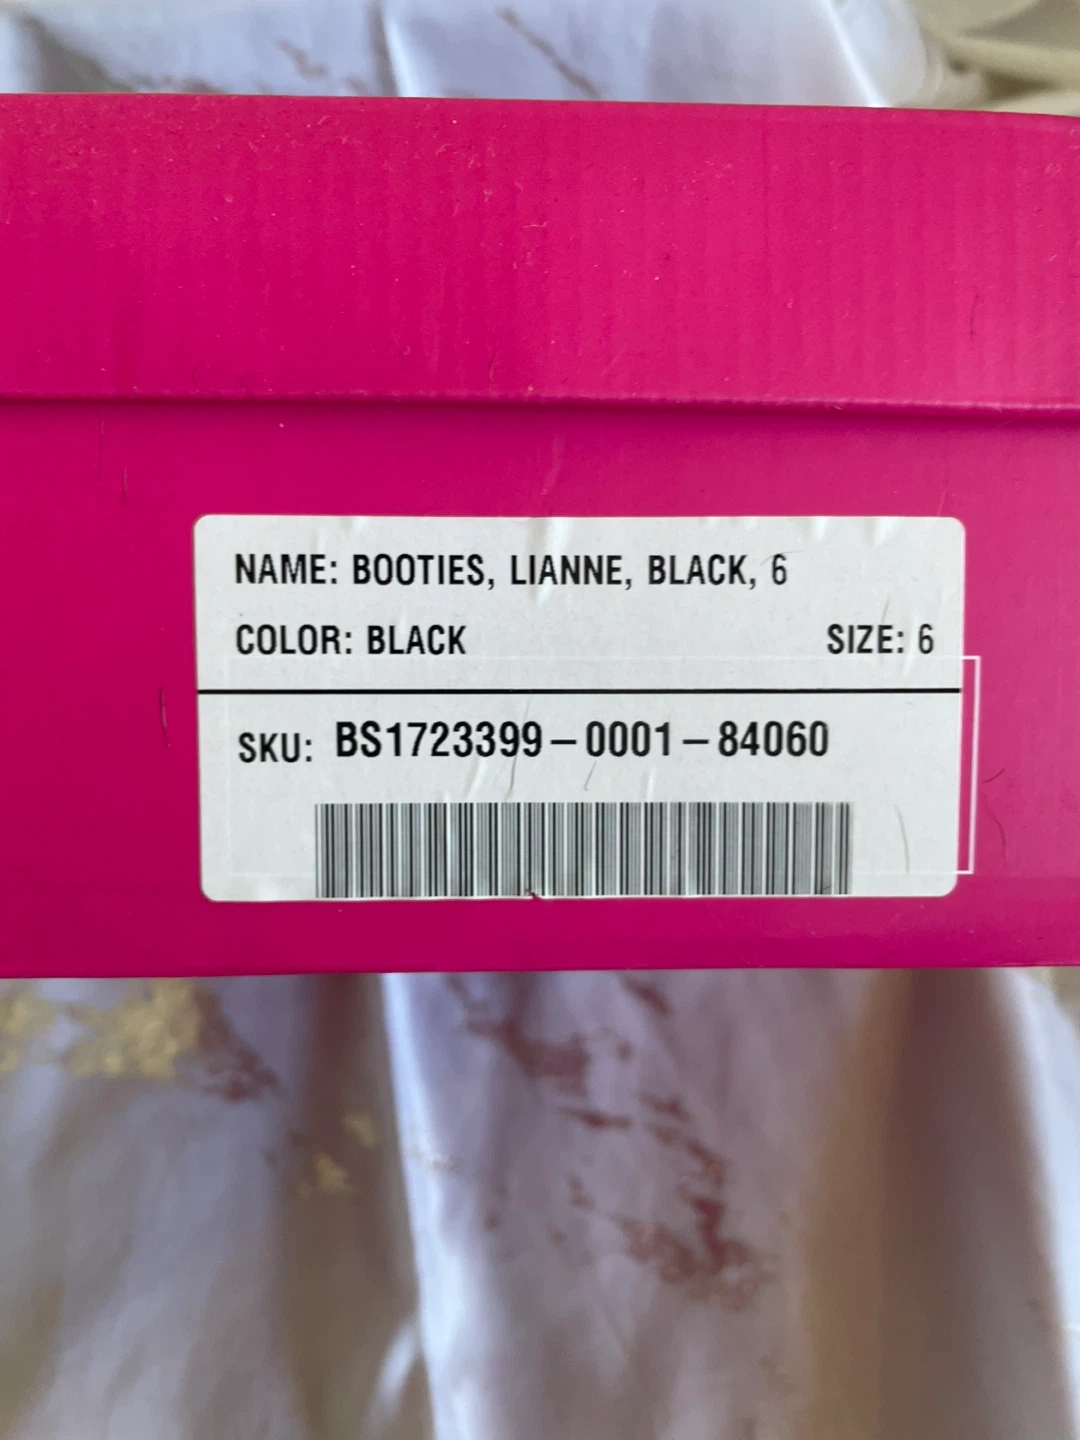 NAME: BOOTIES, LIANNE, BLACK, 6
COLOR: BLACK SIZE: 6
SKU: BS1723399-0001-84060